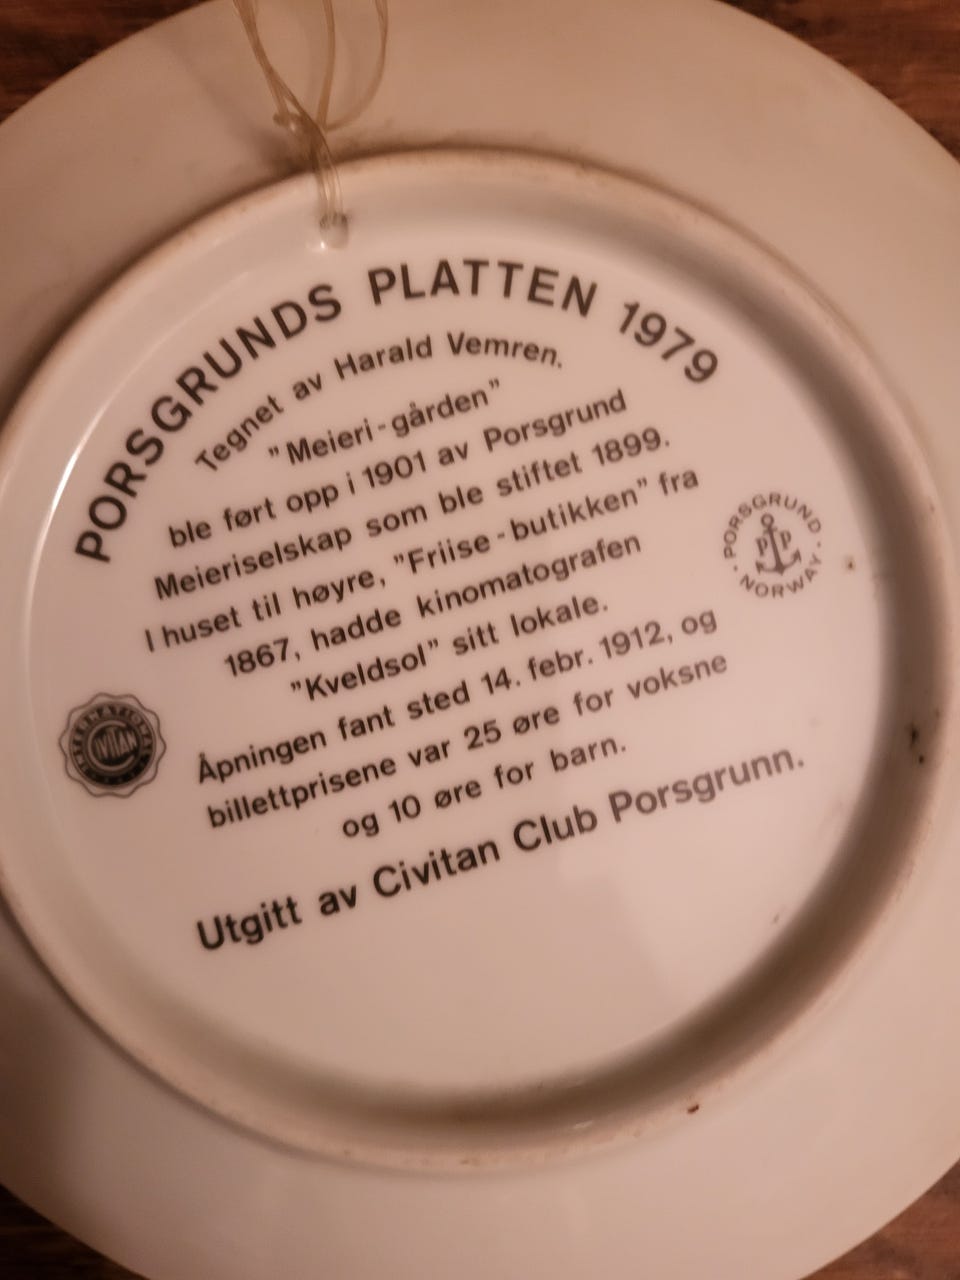 PORSGRUNDS PLATTEN 1979
Tegnet av Harald Vemren.
"Meieri-gården"
ble ført opp i 1901 av Porsgrund
Meieriselskap som ble stiftet 1899.
I huset til høyre, "Friise-butikken" fra
1867, hadde kinomatografen
"Kveldsol" sitt lokale.
Åpningen fant sted 14. febr. 1912, og
billettprisene var 25 øre for voksne
og 10 øre for barn.
Utgitt av Civitan Club Porsgrunn.
PORSGRUND
PP
NORWAY
INTERNATIONAL
CIVITAN